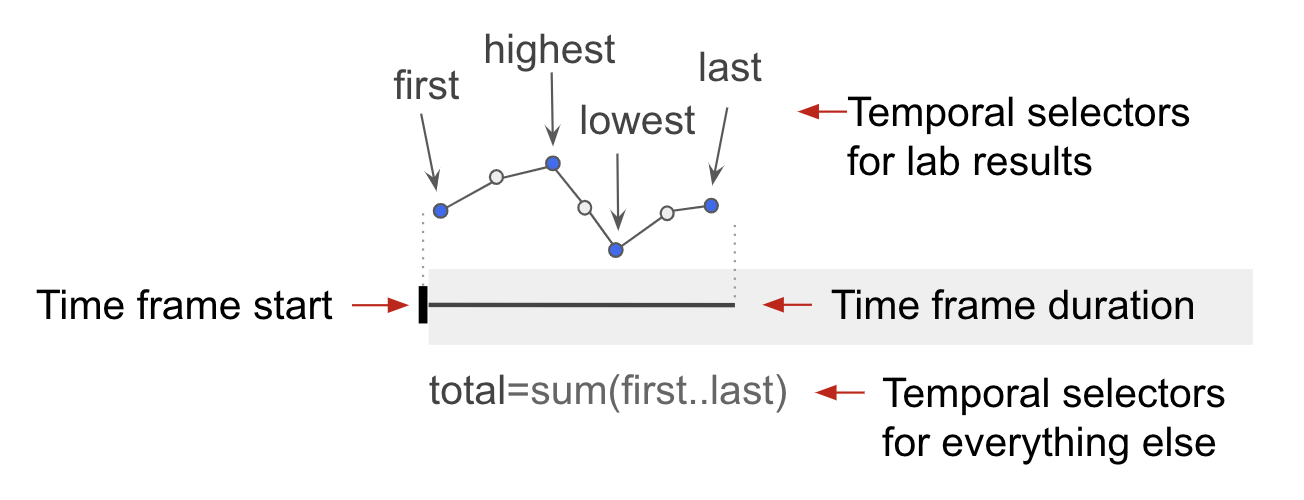 highest
first
last
lowest
Temporal selectors
for lab results
Time frame start
Time frame duration
total=sum(first..last)
Temporal selectors
for everything else